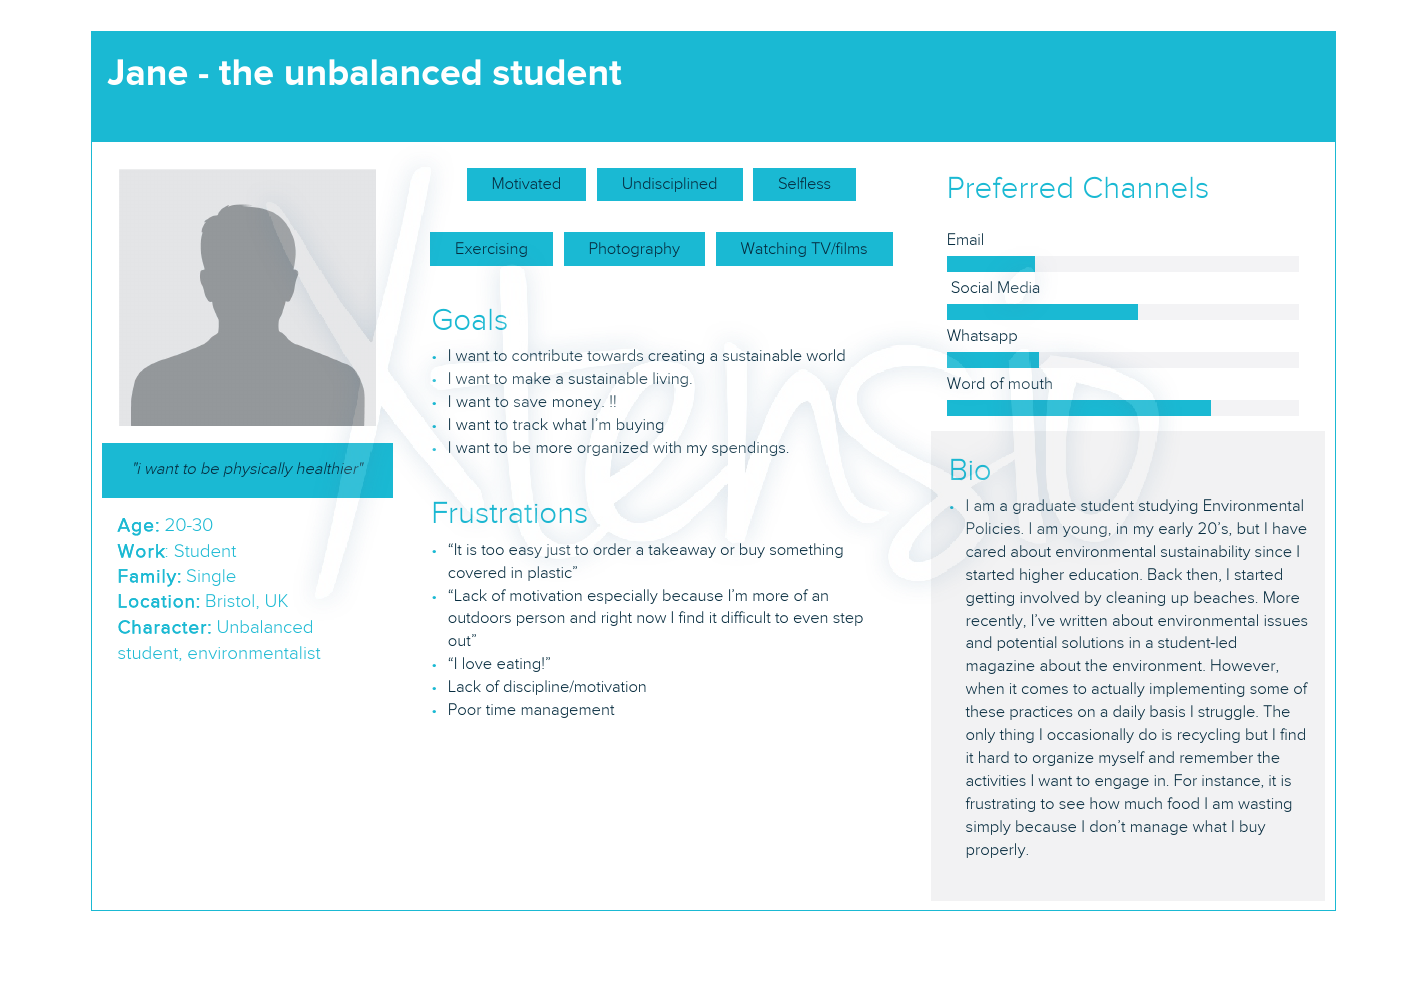 Jane - the unbalanced student
"i want to be physically healthier"
Age: 20-30
Work: Student
Family: Single
Location: Bristol, UK
Character: Unbalanced
student, environmentalist
Motivated
Undisciplined
Selfless
Exercising
Photography
Watching TV/films
Goals
• I want to contribute towards creating a sustainable world
• I want to make a sustainable living.
• I want to save money. !!
• I want to track what I’m buying
• I want to be more organized with my spendings.
Frustrations
• “It is too easy just to order a takeaway or buy something
covered in plastic”
• “Lack of motivation especially because I’m more of an
outdoors person and right now I find it difficult to even step
out”
• “I love eating!”
• Lack of discipline/motivation
• Poor time management
Preferred Channels
Email
Social Media
Whatsapp
Word of mouth
Bio
• I am a graduate student studying Environmental
Policies. I am young, in my early 20’s, but I have
cared about environmental sustainability since I
started higher education. Back then, I started
getting involved by cleaning up beaches. More
recently, I’ve written about environmental issues
and potential solutions in a student-led
magazine about the environment. However,
when it comes to actually implementing some of
these practices on a daily basis I struggle. The
only thing I occasionally do is recycling but I find
it hard to organize myself and remember the
activities I want to engage in. For instance, it is
frustrating to see how much food I am wasting
simply because I don’t manage what I buy
properly.
Xtensio